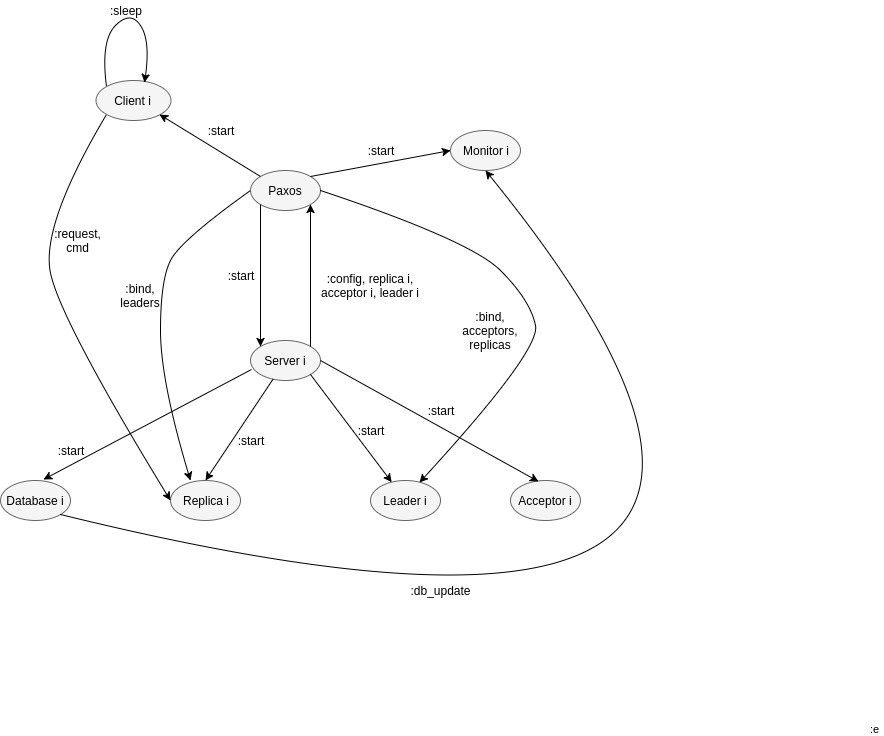 :sleep
Client i
:start
:start
Monitor i
Paxos
:request,
cmd
:bind,
leaders
:start
:config, replica i,
acceptor i, leader i
:bind,
acceptors,
replicas
Server i
:start
:start
:start
:start
Database i
Replica i
Leader i
Acceptor i
:db_update
:e